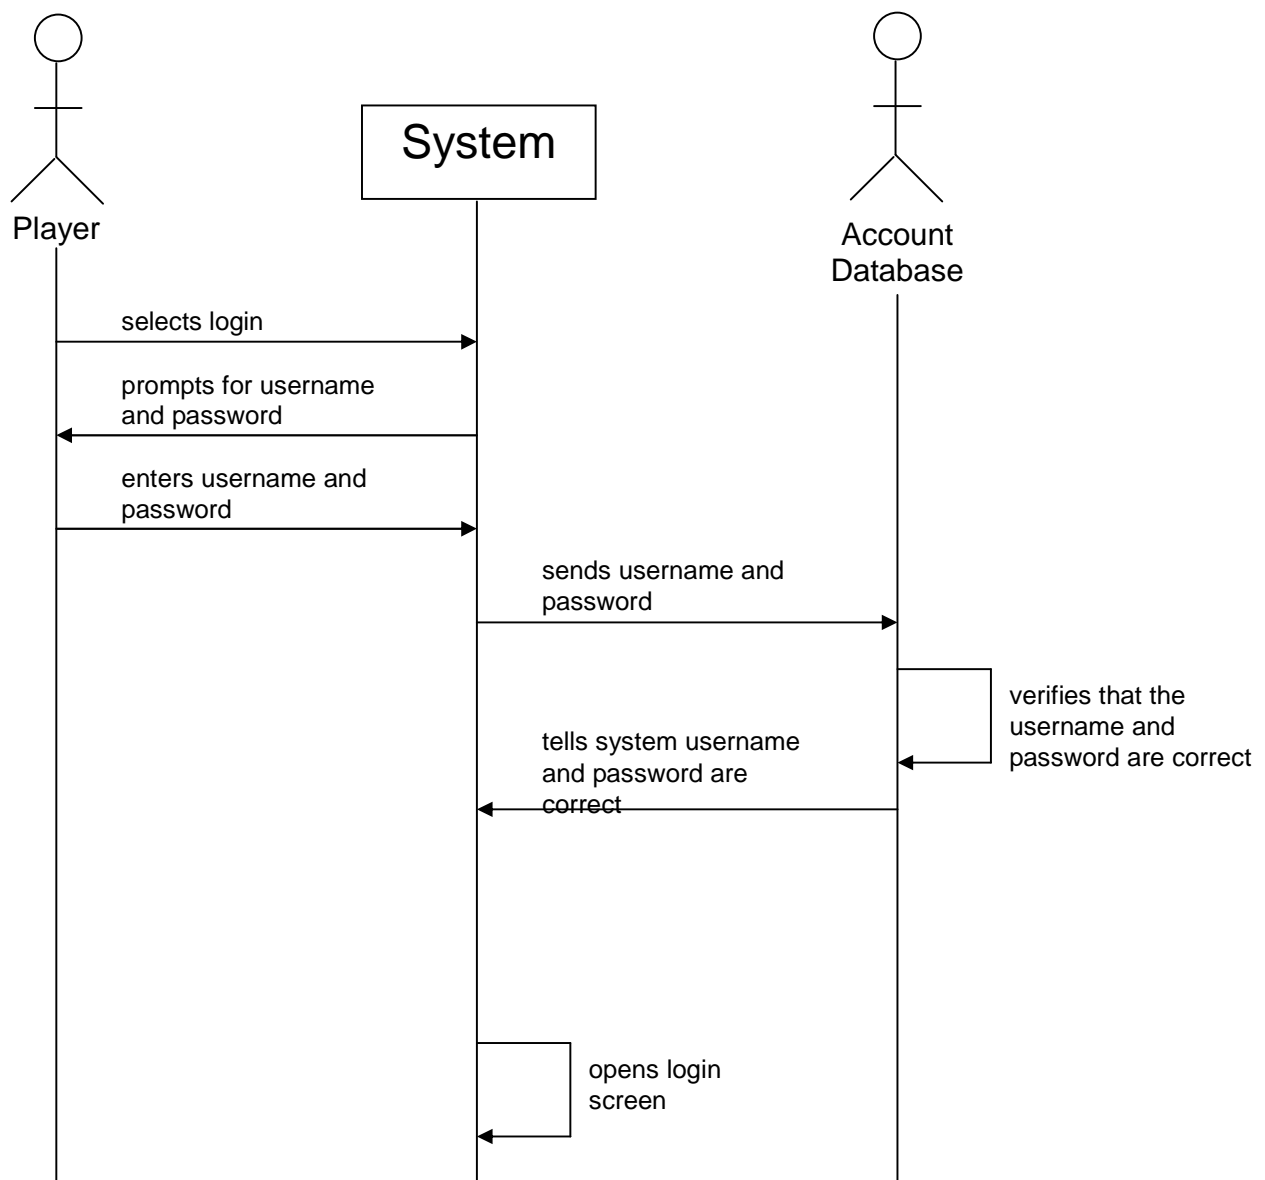 System
Player
Account
Database
selects login
prompts for username
and password
enters username and
password
sends username and
password
verifies that the
username and
password are correct
tells system username
and password are
correct
opens login
screen